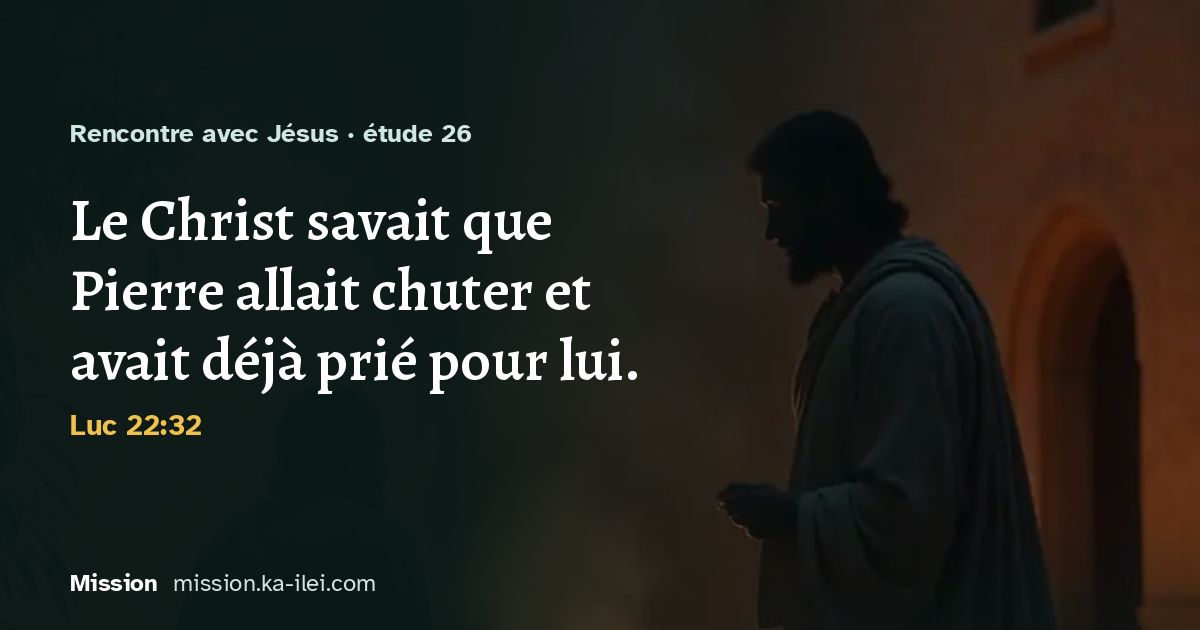 Rencontre avec Jésus · étude 26
Le Christ savait que
Pierre allait chuter et
avait déjà prié pour lui.
Luc 22:32
Mission mission.ka-ilei.com